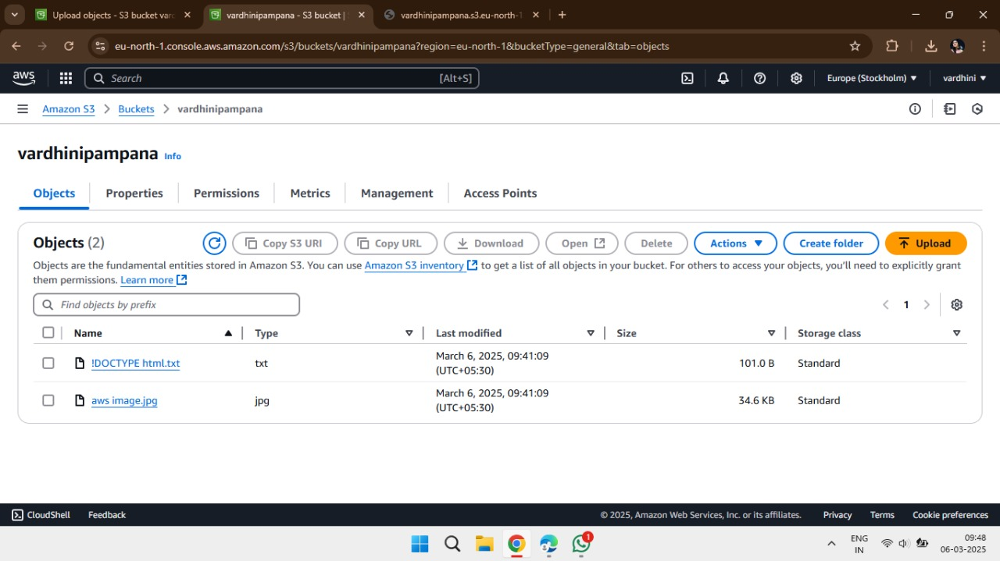 Upload objects - S3 bucket vard
vardhinipampana - S3 bucket |
vardhinipampana.s3.eu-north-1
eu-north-1.console.aws.amazon.com/s3/buckets/vardhinipampana?region=eu-north-1&bucketType=general&tab=objects
aws
Search
[Alt+S]
Europe (Stockholm)
vardhini
Amazon S3
Buckets
vardhinipampana
vardhinipampana
Info
Objects
Properties
Permissions
Metrics
Management
Access Points
Objects (2)
Copy S3 URI
Copy URL
Download
Open
Delete
Actions
Create folder
Upload
Objects are the fundamental entities stored in Amazon S3. You can use Amazon S3 inventory to get a list of all objects in your bucket. For others to access your objects, you'll need to explicitly grant
them permissions. Learn more
Find objects by prefix
1
Name
Type
Last modified
Size
Storage class
!DOCTYPE html.txt
txt
March 6, 2025, 09:41:09
(UTC+05:30)
101.0 B
Standard
aws image.jpg
jpg
March 6, 2025, 09:41:09
(UTC+05:30)
34.6 KB
Standard
CloudShell
Feedback
© 2025, Amazon Web Services, Inc. or its affiliates.
Privacy
Terms
Cookie preferences
1
ENG
IN
09:48
06-03-2025